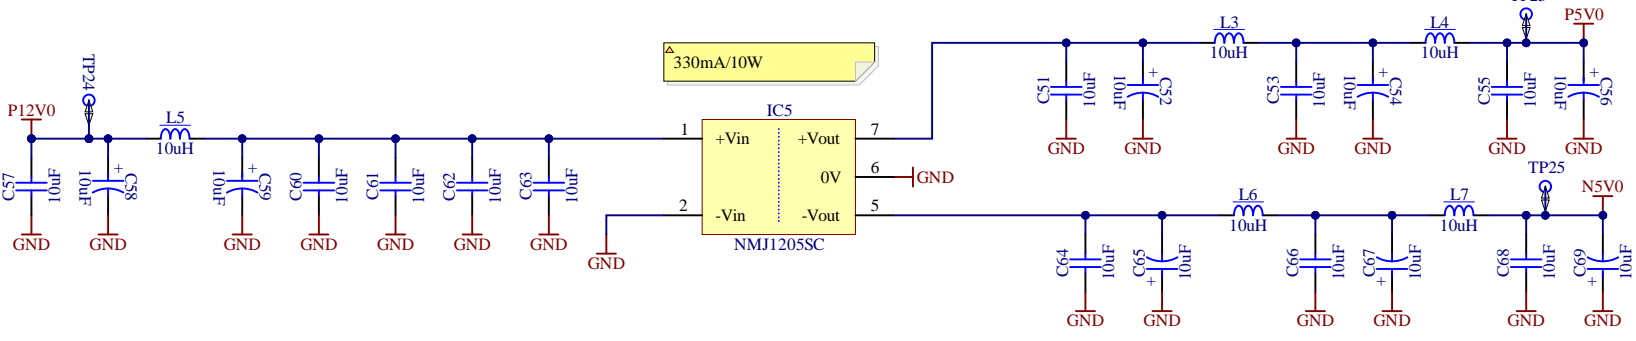 330mA/10W
P12V0
TP24
L5
10uH
C57
10uF
C58
10uF
C59
10uF
C60
10uF
C61
10uF
C62
10uF
C63
10uF
GND
GND
GND
GND
GND
GND
GND
IC5
1
+Vin
2
-Vin
+Vout
7
0V
6
GND
-Vout
5
NMJ1205SC
GND
L3
10uH
L4
10uH
P5V0
C51
10uF
C52
10uF
C53
10uF
C54
10uF
C55
10uF
C56
10uF
+
+
+
+
+
GND
GND
GND
GND
GND
GND
L6
10uH
L7
10uH
TP25
N5V0
C64
10uF
C65
10uF
C66
10uF
C67
10uF
C68
10uF
C69
10uF
+
+
+
GND
GND
GND
GND
GND
GND